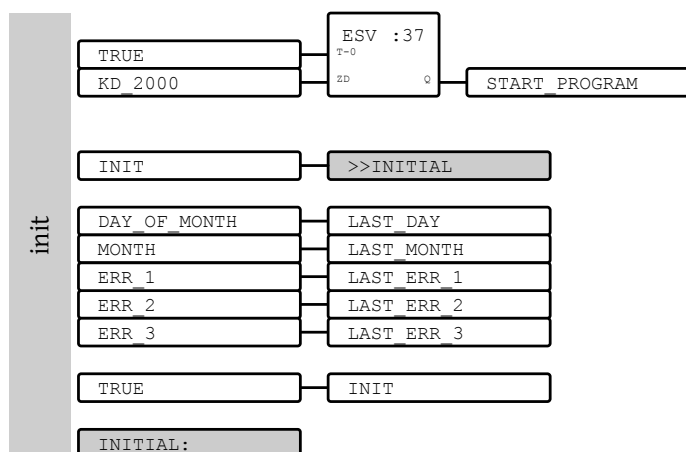 ESV :37
TRUE T-0
KD_2000 ZD Q START_PROGRAM
INIT >>INITIAL
init
DAY_OF_MONTH LAST_DAY
MONTH LAST_MONTH
ERR_1 LAST_ERR_1
ERR_2 LAST_ERR_2
ERR_3 LAST_ERR_3
TRUE INIT
INITIAL: